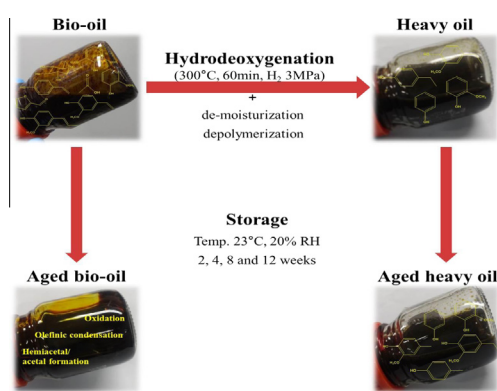 Bio-oil
Heavy oil
Hydrodeoxygenation
(300°C, 60min, H₂ 3MPa)
+
de-moisturization
depolymerization
Storage
Temp. 23°C, 20% RH
2, 4, 8 and 12 weeks
Aged bio-oil
Aged heavy oil
Oxidation
Olefinic condensation
Hemiacetal/
acetal formation